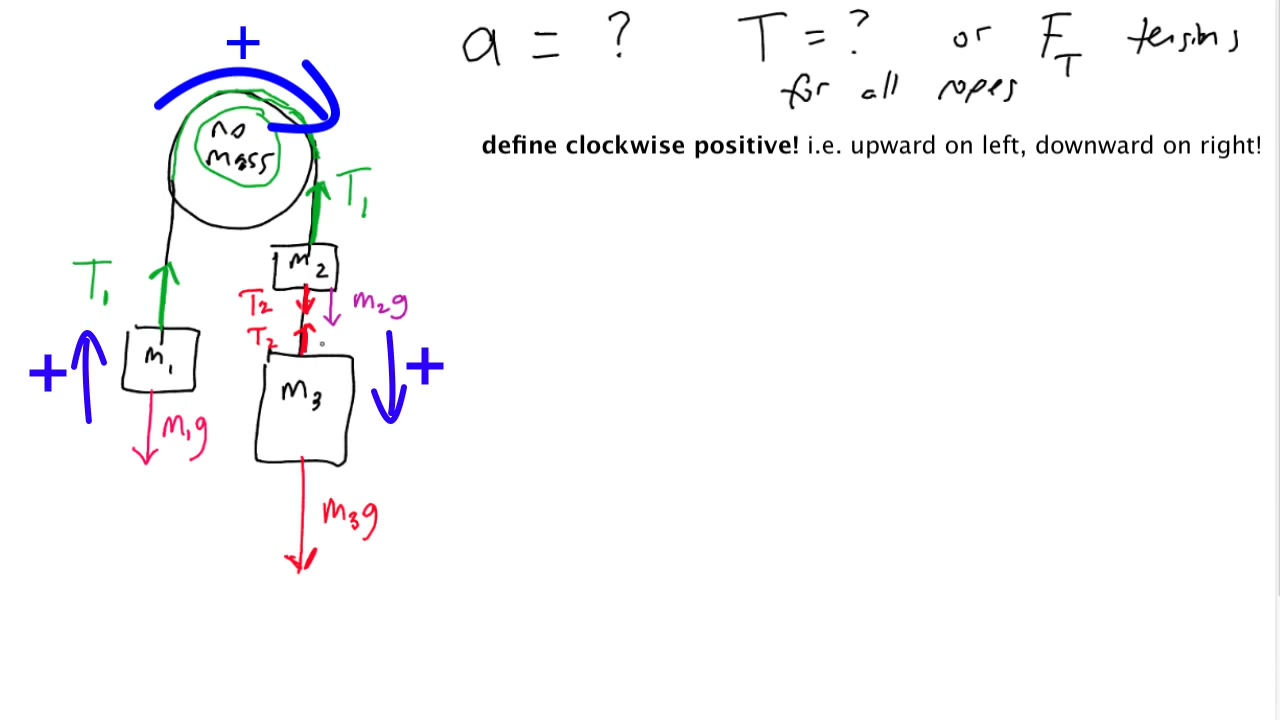 a = ? T = ? or F_T tensions
for all ropes
define clockwise positive! i.e. upward on left, downward on right!
+
no
mass
T₁
T₁
m₂
T₂ m₂g
T₂
m₁
+ +
m₃
m₁g
m₃g